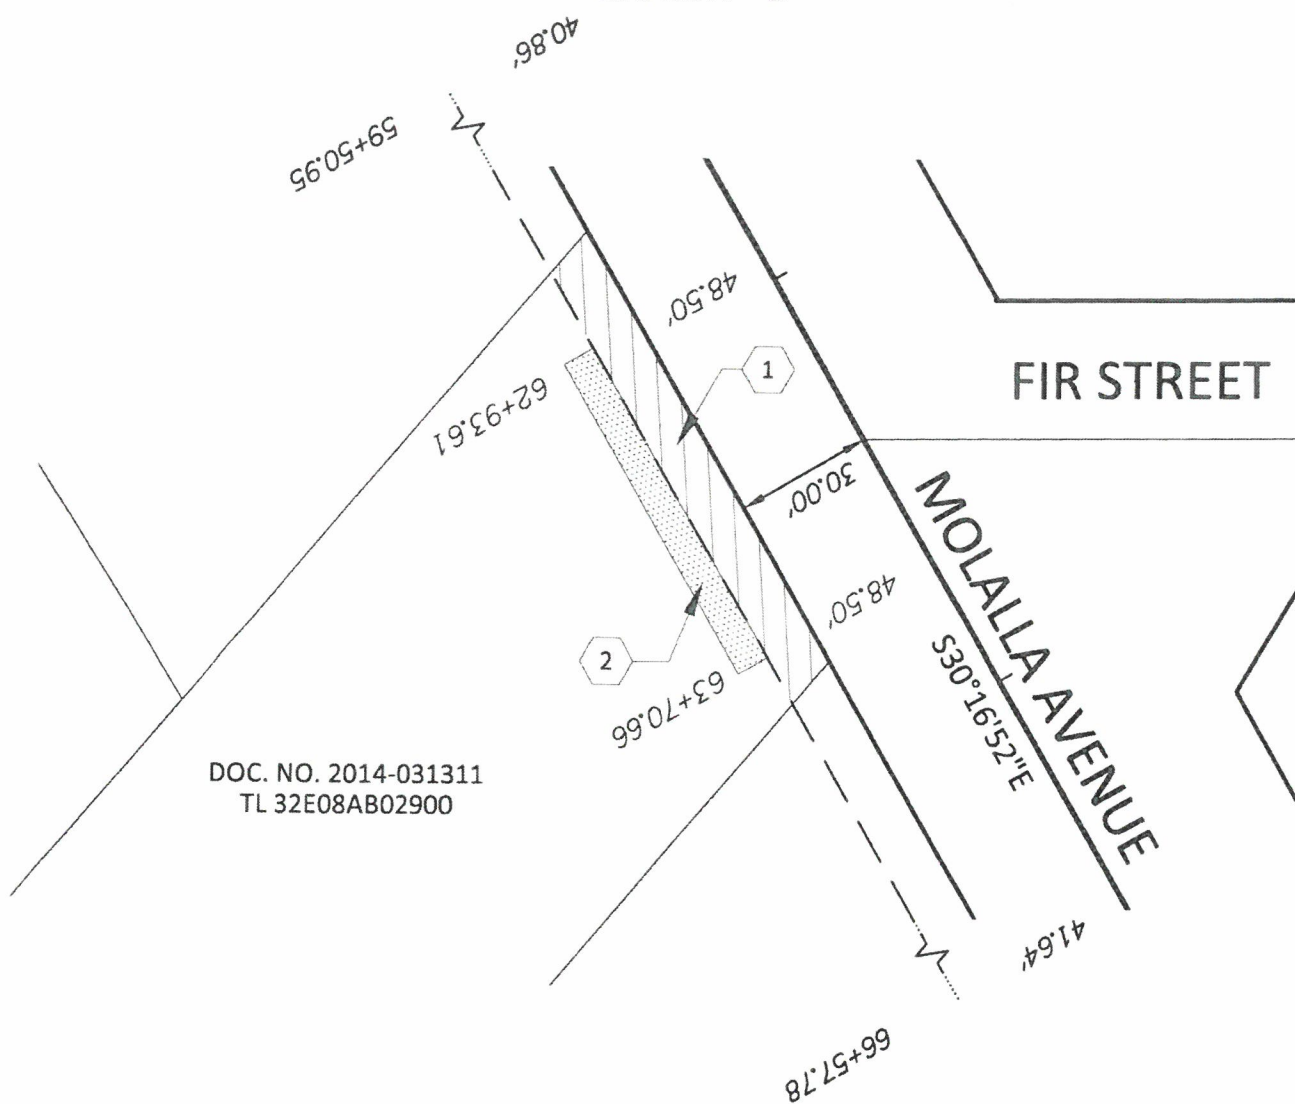 40.86'
59+50.95
48.50'
1
FIR STREET
62+93.61
30.00'
MOLALLA AVENUE
S30°16'52"E
48.50'
2
63+70.66
DOC. NO. 2014-031311
TL 32E08AB02900
41.64'
66+57.78